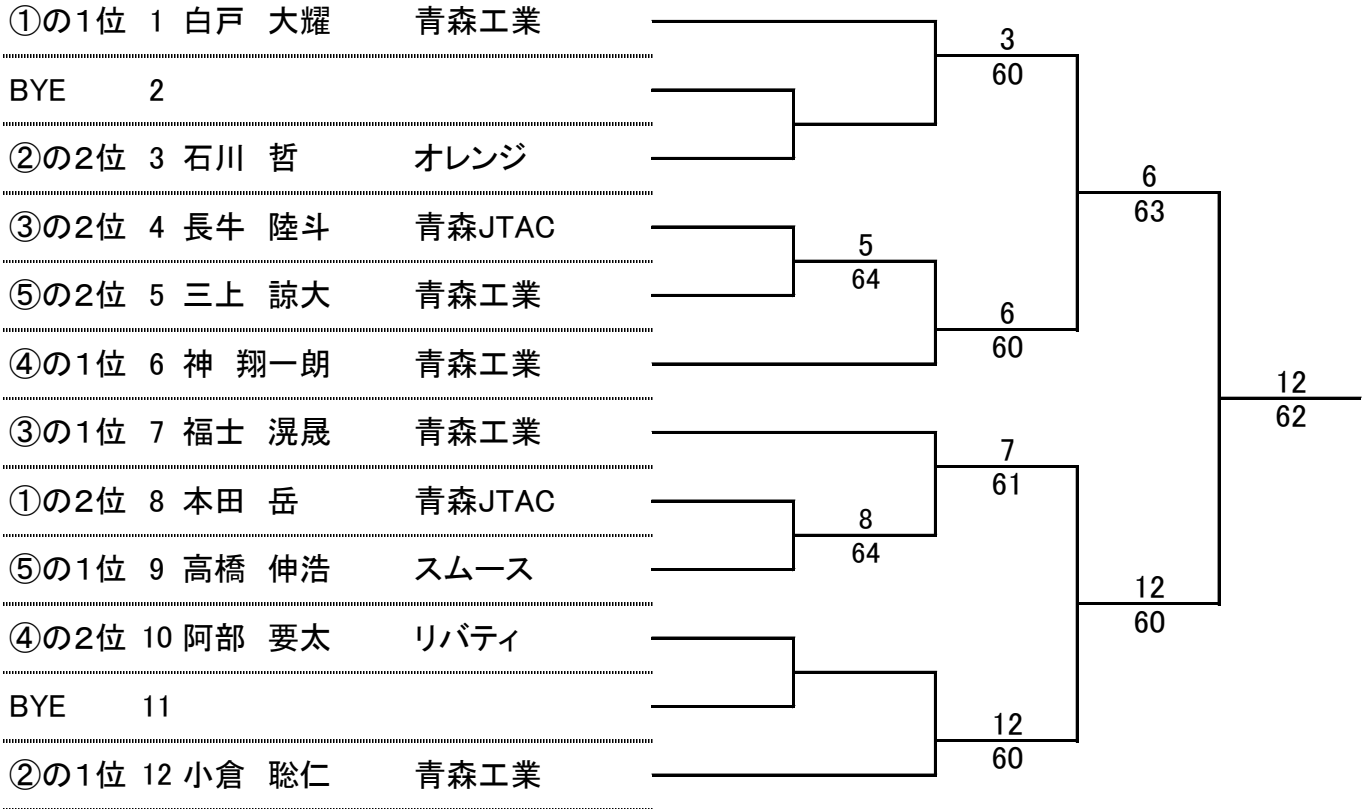 ①の1位 1 白戸 大耀 青森工業
3
60
BYE 2
②の2位 3 石川 哲 オレンジ
6
63
③の2位 4 長牛 陸斗 青森JTAC
5
64
⑤の2位 5 三上 諒大 青森工業
6
60
④の1位 6 神 翔一朗 青森工業
12
62
③の1位 7 福士 滉晟 青森工業
7
61
①の2位 8 本田 岳 青森JTAC
8
64
⑤の1位 9 高橋 伸浩 スムース
12
60
④の2位 10 阿部 要太 リバティ
BYE 11
12
60
②の1位 12 小倉 聡仁 青森工業